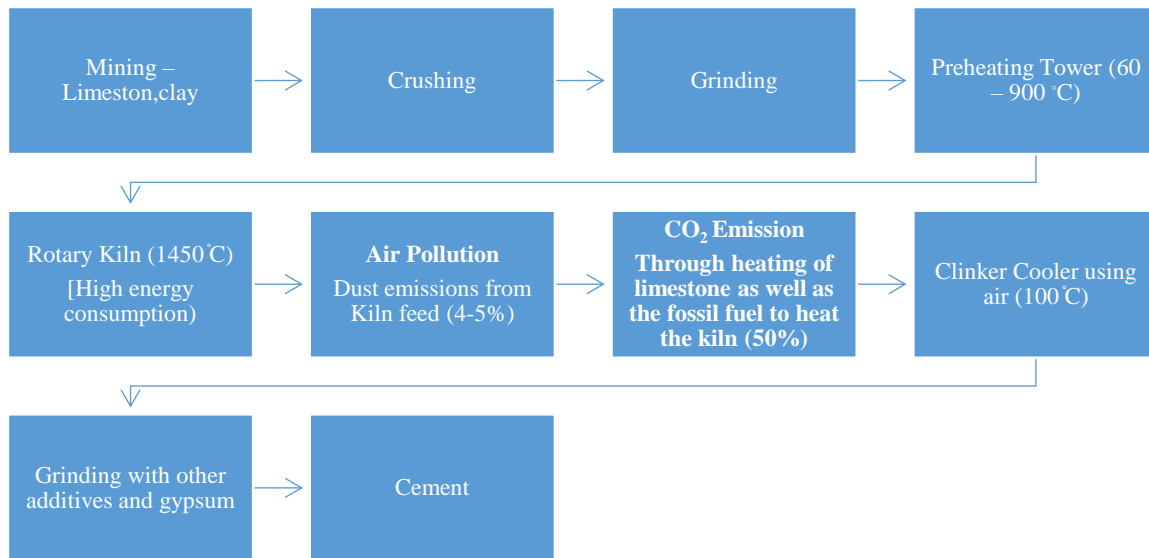 Mining –
Limeston,clay
Crushing
Grinding
Preheating Tower (60
– 900 °C)
Rotary Kiln (1450°C)
[High energy
consumption)
Air Pollution
Dust emissions from
Kiln feed (4-5%)
CO₂ Emission
Through heating of
limestone as well as
the fossil fuel to heat
the kiln (50%)
Clinker Cooler using
air (100°C)
Grinding with other
additives and gypsum
Cement